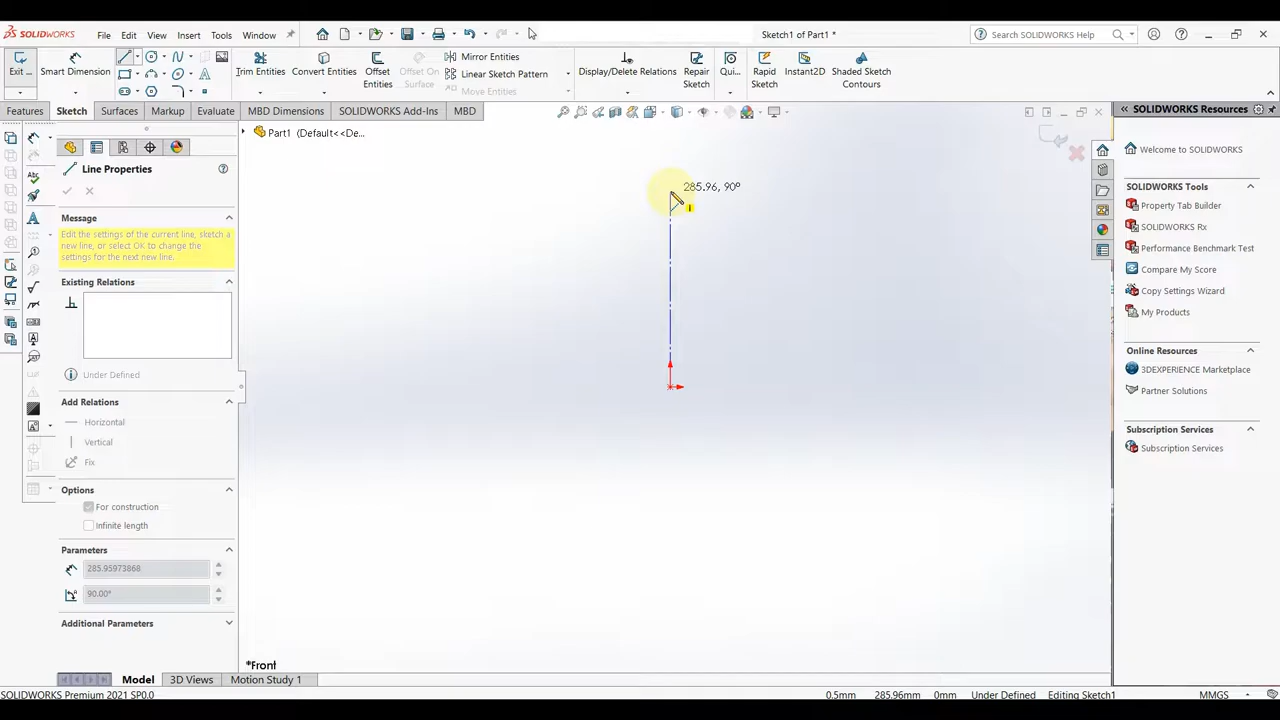 SOLIDWORKS
File
Edit
View
Insert
Tools
Window
Sketch1 of Part1 *
Search SOLIDWORKS Help
Exit ...
Smart Dimension
Trim Entities
Convert Entities
Offset Entities
Offset On Surface
Mirror Entities
Linear Sketch Pattern
Move Entities
Display/Delete Relations
Repair Sketch
Qui...
Rapid Sketch
Instant2D
Shaded Sketch Contours
Features
Sketch
Surfaces
Markup
Evaluate
MBD Dimensions
SOLIDWORKS Add-Ins
MBD
Part1 (Default<<De...
Line Properties
Message
Edit the settings of the current line, sketch a
new line, or select OK to change the
settings for the next new line.
Existing Relations
Under Defined
Add Relations
Horizontal
Vertical
Fix
Options
For construction
Infinite length
Parameters
285.95973868
90.00°
Additional Parameters
285.96, 90°
*Front
SOLIDWORKS Resources
Welcome to SOLIDWORKS
SOLIDWORKS Tools
Property Tab Builder
SOLIDWORKS Rx
Performance Benchmark Test
Compare My Score
Copy Settings Wizard
My Products
Online Resources
3DEXPERIENCE Marketplace
Partner Solutions
Subscription Services
Subscription Services
Model
3D Views
Motion Study 1
SOLIDWORKS Premium 2021 SP0.0
0.5mm
285.96mm
0mm
Under Defined
Editing Sketch1
MMGS